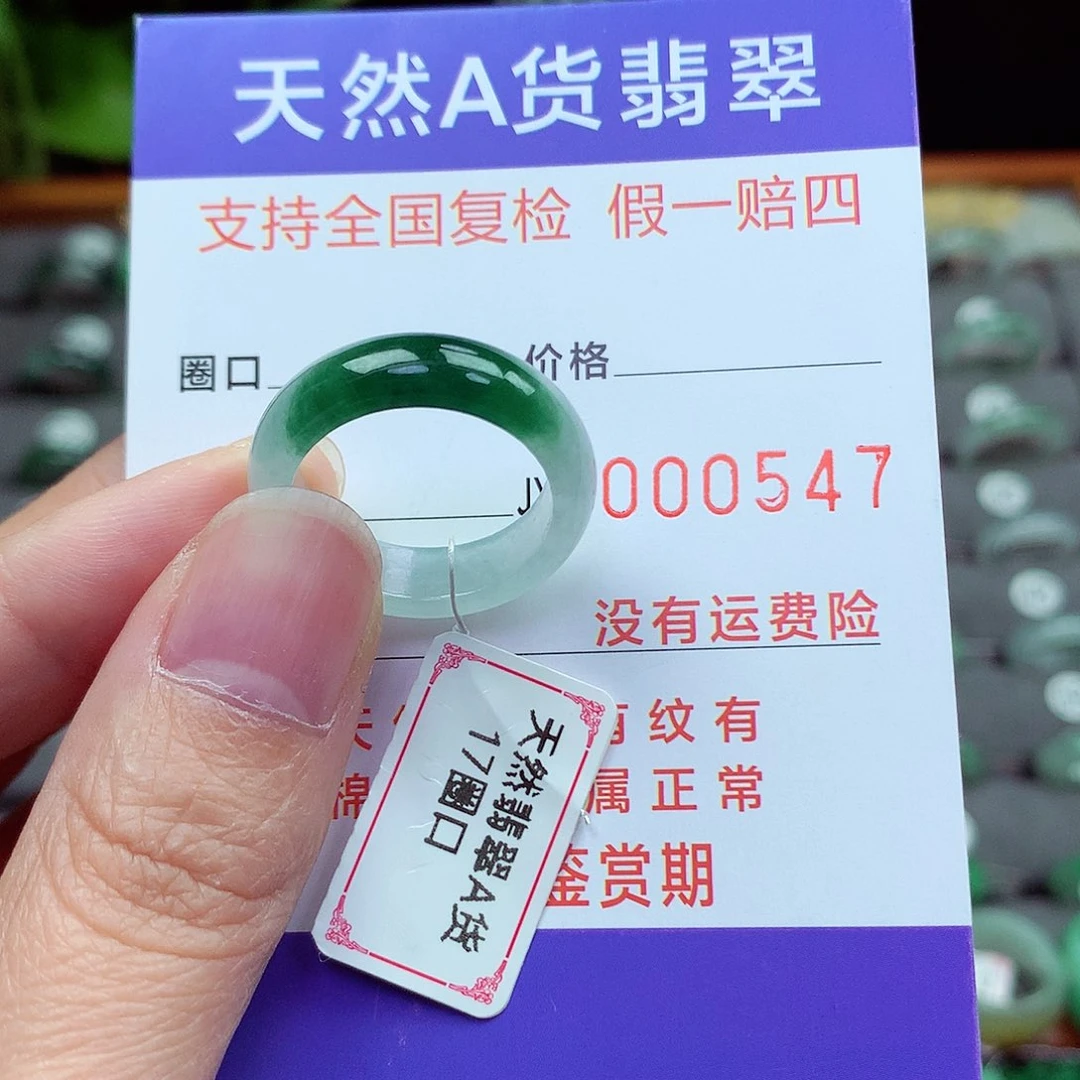 天然A货翡翠
支持全国复检 假一赔四
圈口 价格
000547
没有运费险
纹有
棉 属正常
鉴赏期
天然翡翠A货
17圈口